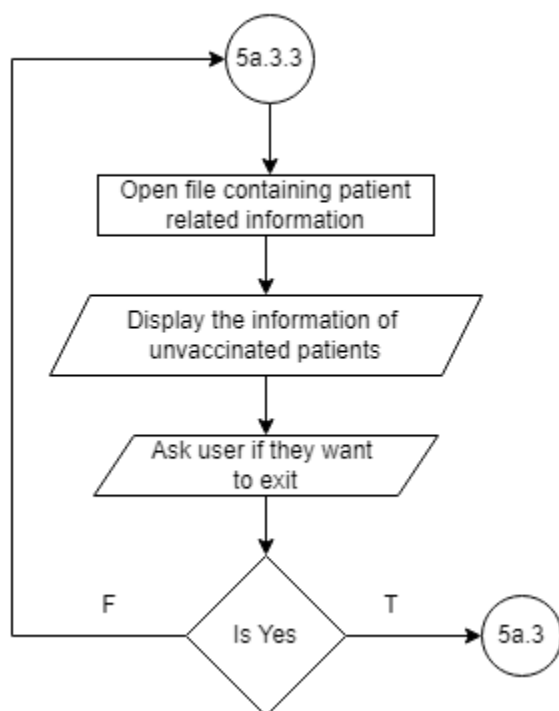 5a.3.3
Open file containing patient
related information
Display the information of
unvaccinated patients
Ask user if they want
to exit
F
T
Is Yes
5a.3